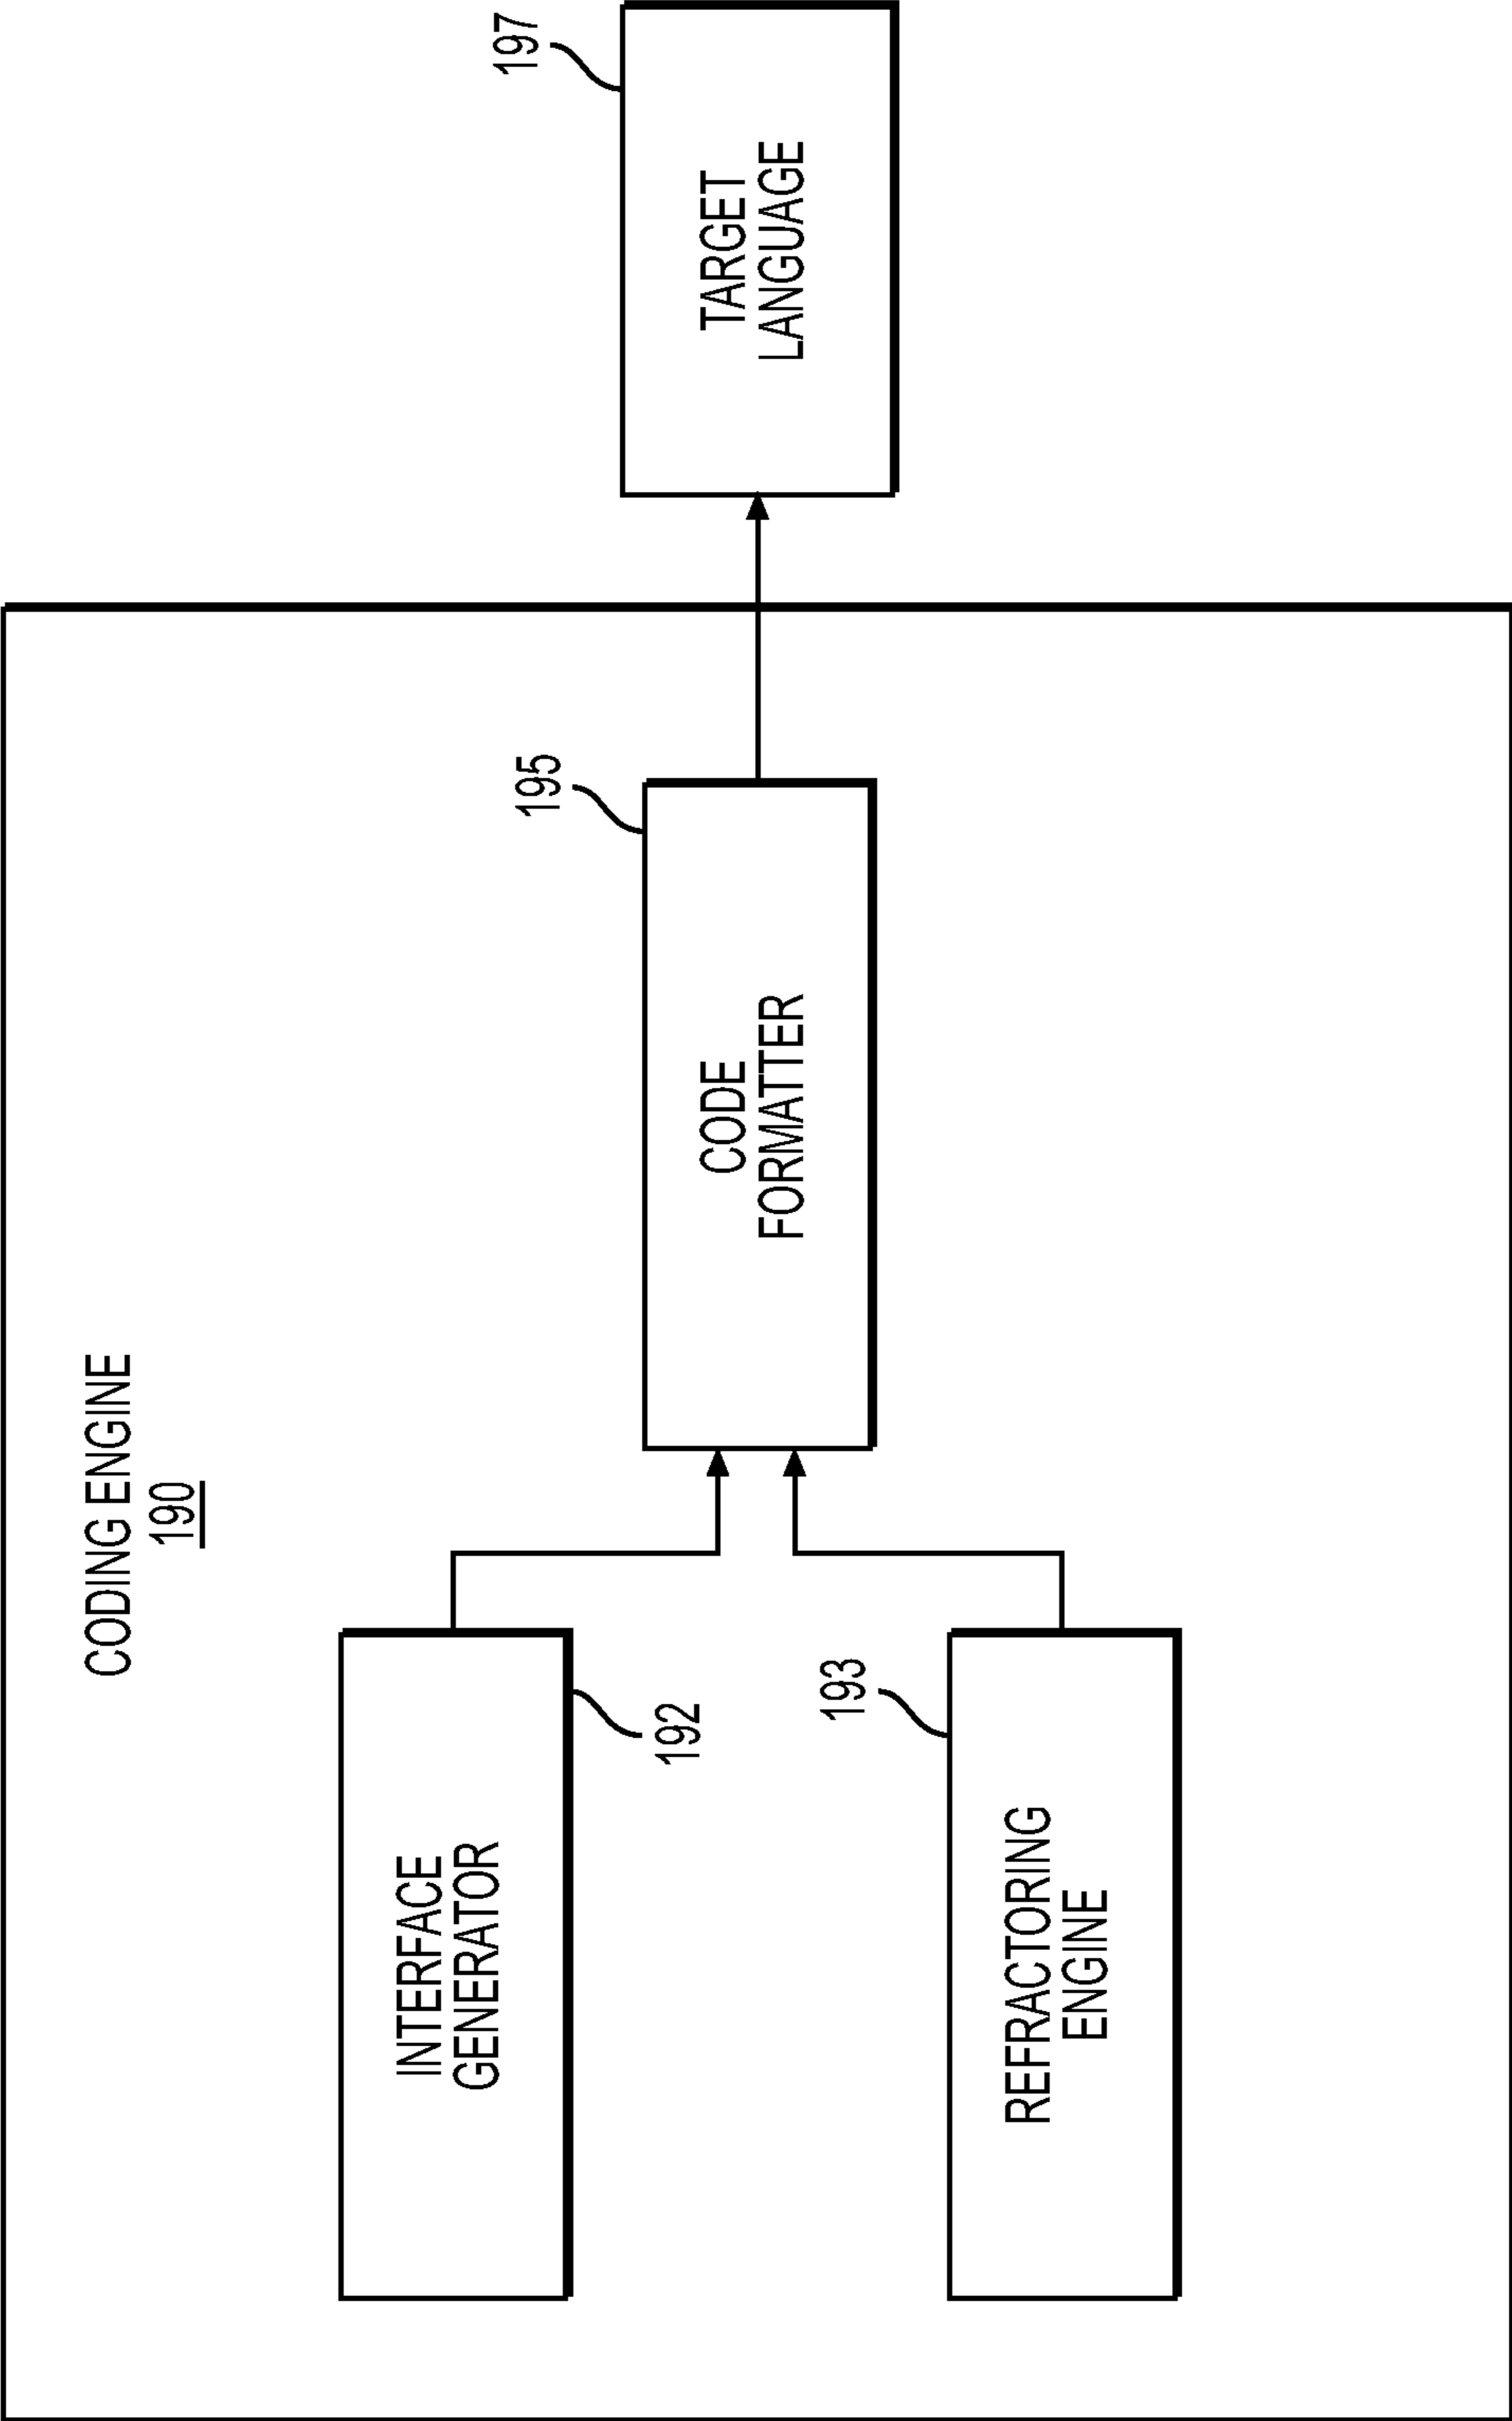 CODING ENGINE
190
INTERFACE
GENERATOR
192
REFRACTORING
ENGINE
193
CODE
FORMATTER
195
TARGET
LANGUAGE
197